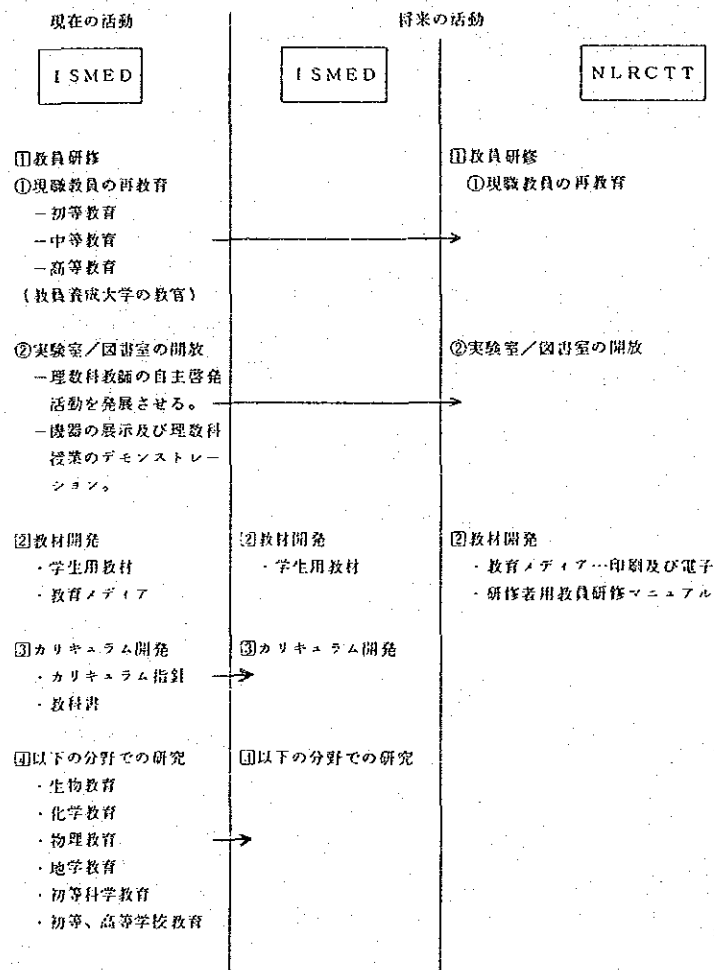 現在の活動
将来の活動
ISMED
ISMED
NLRCTT
1教員研修
①現職教員の再教育
－初等教育
－中等教育
－高等教育
(教員養成大学の教官)
②実験室／図書室の開放
－理数科教師の自主啓発
活動を発展させる。
－機器の展示及び理数科
授業のデモンストレー
ション。
2教材開発
・学生用教材
・教育メディア
3カリキュラム開発
・カリキュラム指針
・教科書
4以下の分野での研究
・生物教育
・化学教育
・物理教育
・地学教育
・初等科学教育
・初等、高等学校教育
2教材開発
・学生用教材
3カリキュラム開発
4以下の分野での研究
1教員研修
①現職教員の再教育
②実験室／図書室の開放
2教材開発
・教育メディア…印刷及び電子
・研修者用教員研修マニュアル